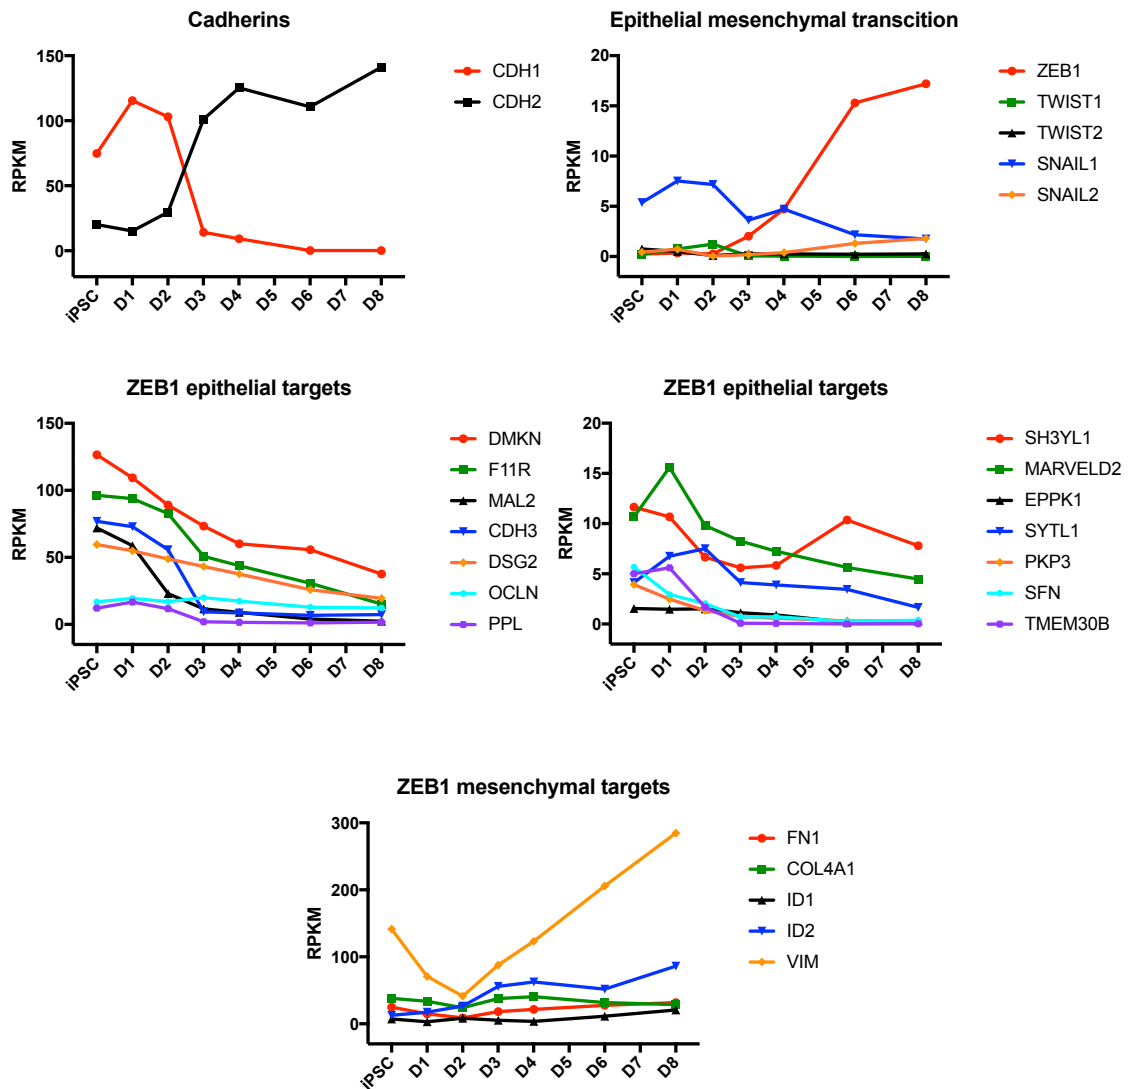 Cadherins
150
100
50
0
RPKM
iPSC
D1
D2
D3
D4
D5
D6
D7
D8
CDH1
CDH2
Epithelial mesenchymal transcition
20
15
10
5
0
RPKM
iPSC
D1
D2
D3
D4
D5
D6
D7
D8
ZEB1
TWIST1
TWIST2
SNAIL1
SNAIL2
ZEB1 epithelial targets
150
100
50
0
RPKM
iPSC
D1
D2
D3
D4
D5
D6
D7
D8
DMKN
F11R
MAL2
CDH3
DSG2
OCLN
PPL
ZEB1 epithelial targets
20
15
10
5
0
RPKM
iPSC
D1
D2
D3
D4
D5
D6
D7
D8
SH3YL1
MARVELD2
EPPK1
SYTL1
PKP3
SFN
TMEM30B
ZEB1 mesenchymal targets
300
200
100
0
RPKM
iPSC
D1
D2
D3
D4
D5
D6
D7
D8
FN1
COL4A1
ID1
ID2
VIM